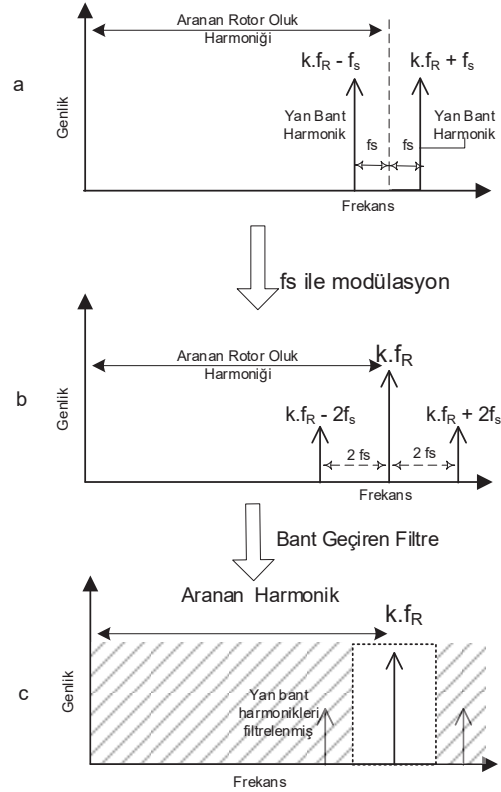 Aranan Rotor Oluk
Harmoniği
a
k.fR - fs
k.fR + fs
Genlik
Yan Bant
Harmonik
Yan Bant
Harmonik
fs
fs
Frekans
fs ile modülasyon
b
Aranan Rotor Oluk
Harmoniği
k.fR
Genlik
k.fR - 2fs
k.fR + 2fs
2 fs
2 fs
Frekans
Bant Geçiren Filtre
Aranan Harmonik
k.fR
c
Genlik
Yan bant
harmonikleri
filtrelenmiş
Frekans